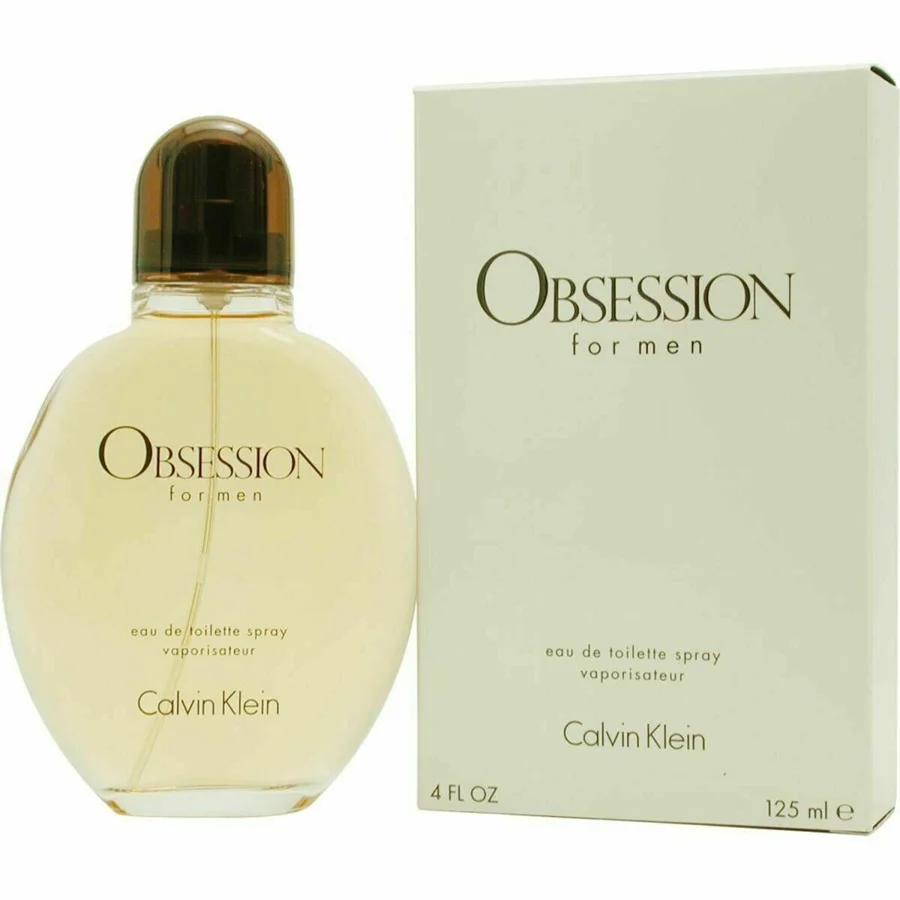 OBSESSION
for men
eau de toilette spray
vaporisateur
Calvin Klein
OBSESSION
for men
eau de toilette spray
vaporisateur
Calvin Klein
4 FL OZ
125 ml ℮